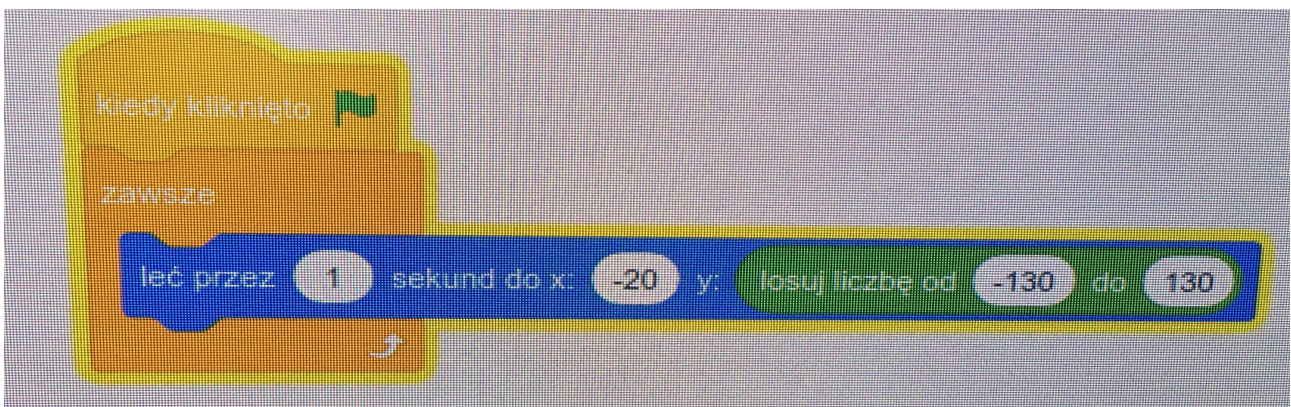 kiedy kliknięto
zawsze
leć przez 1 sekund do x: -20 y: losuj liczbę od -130 do 130